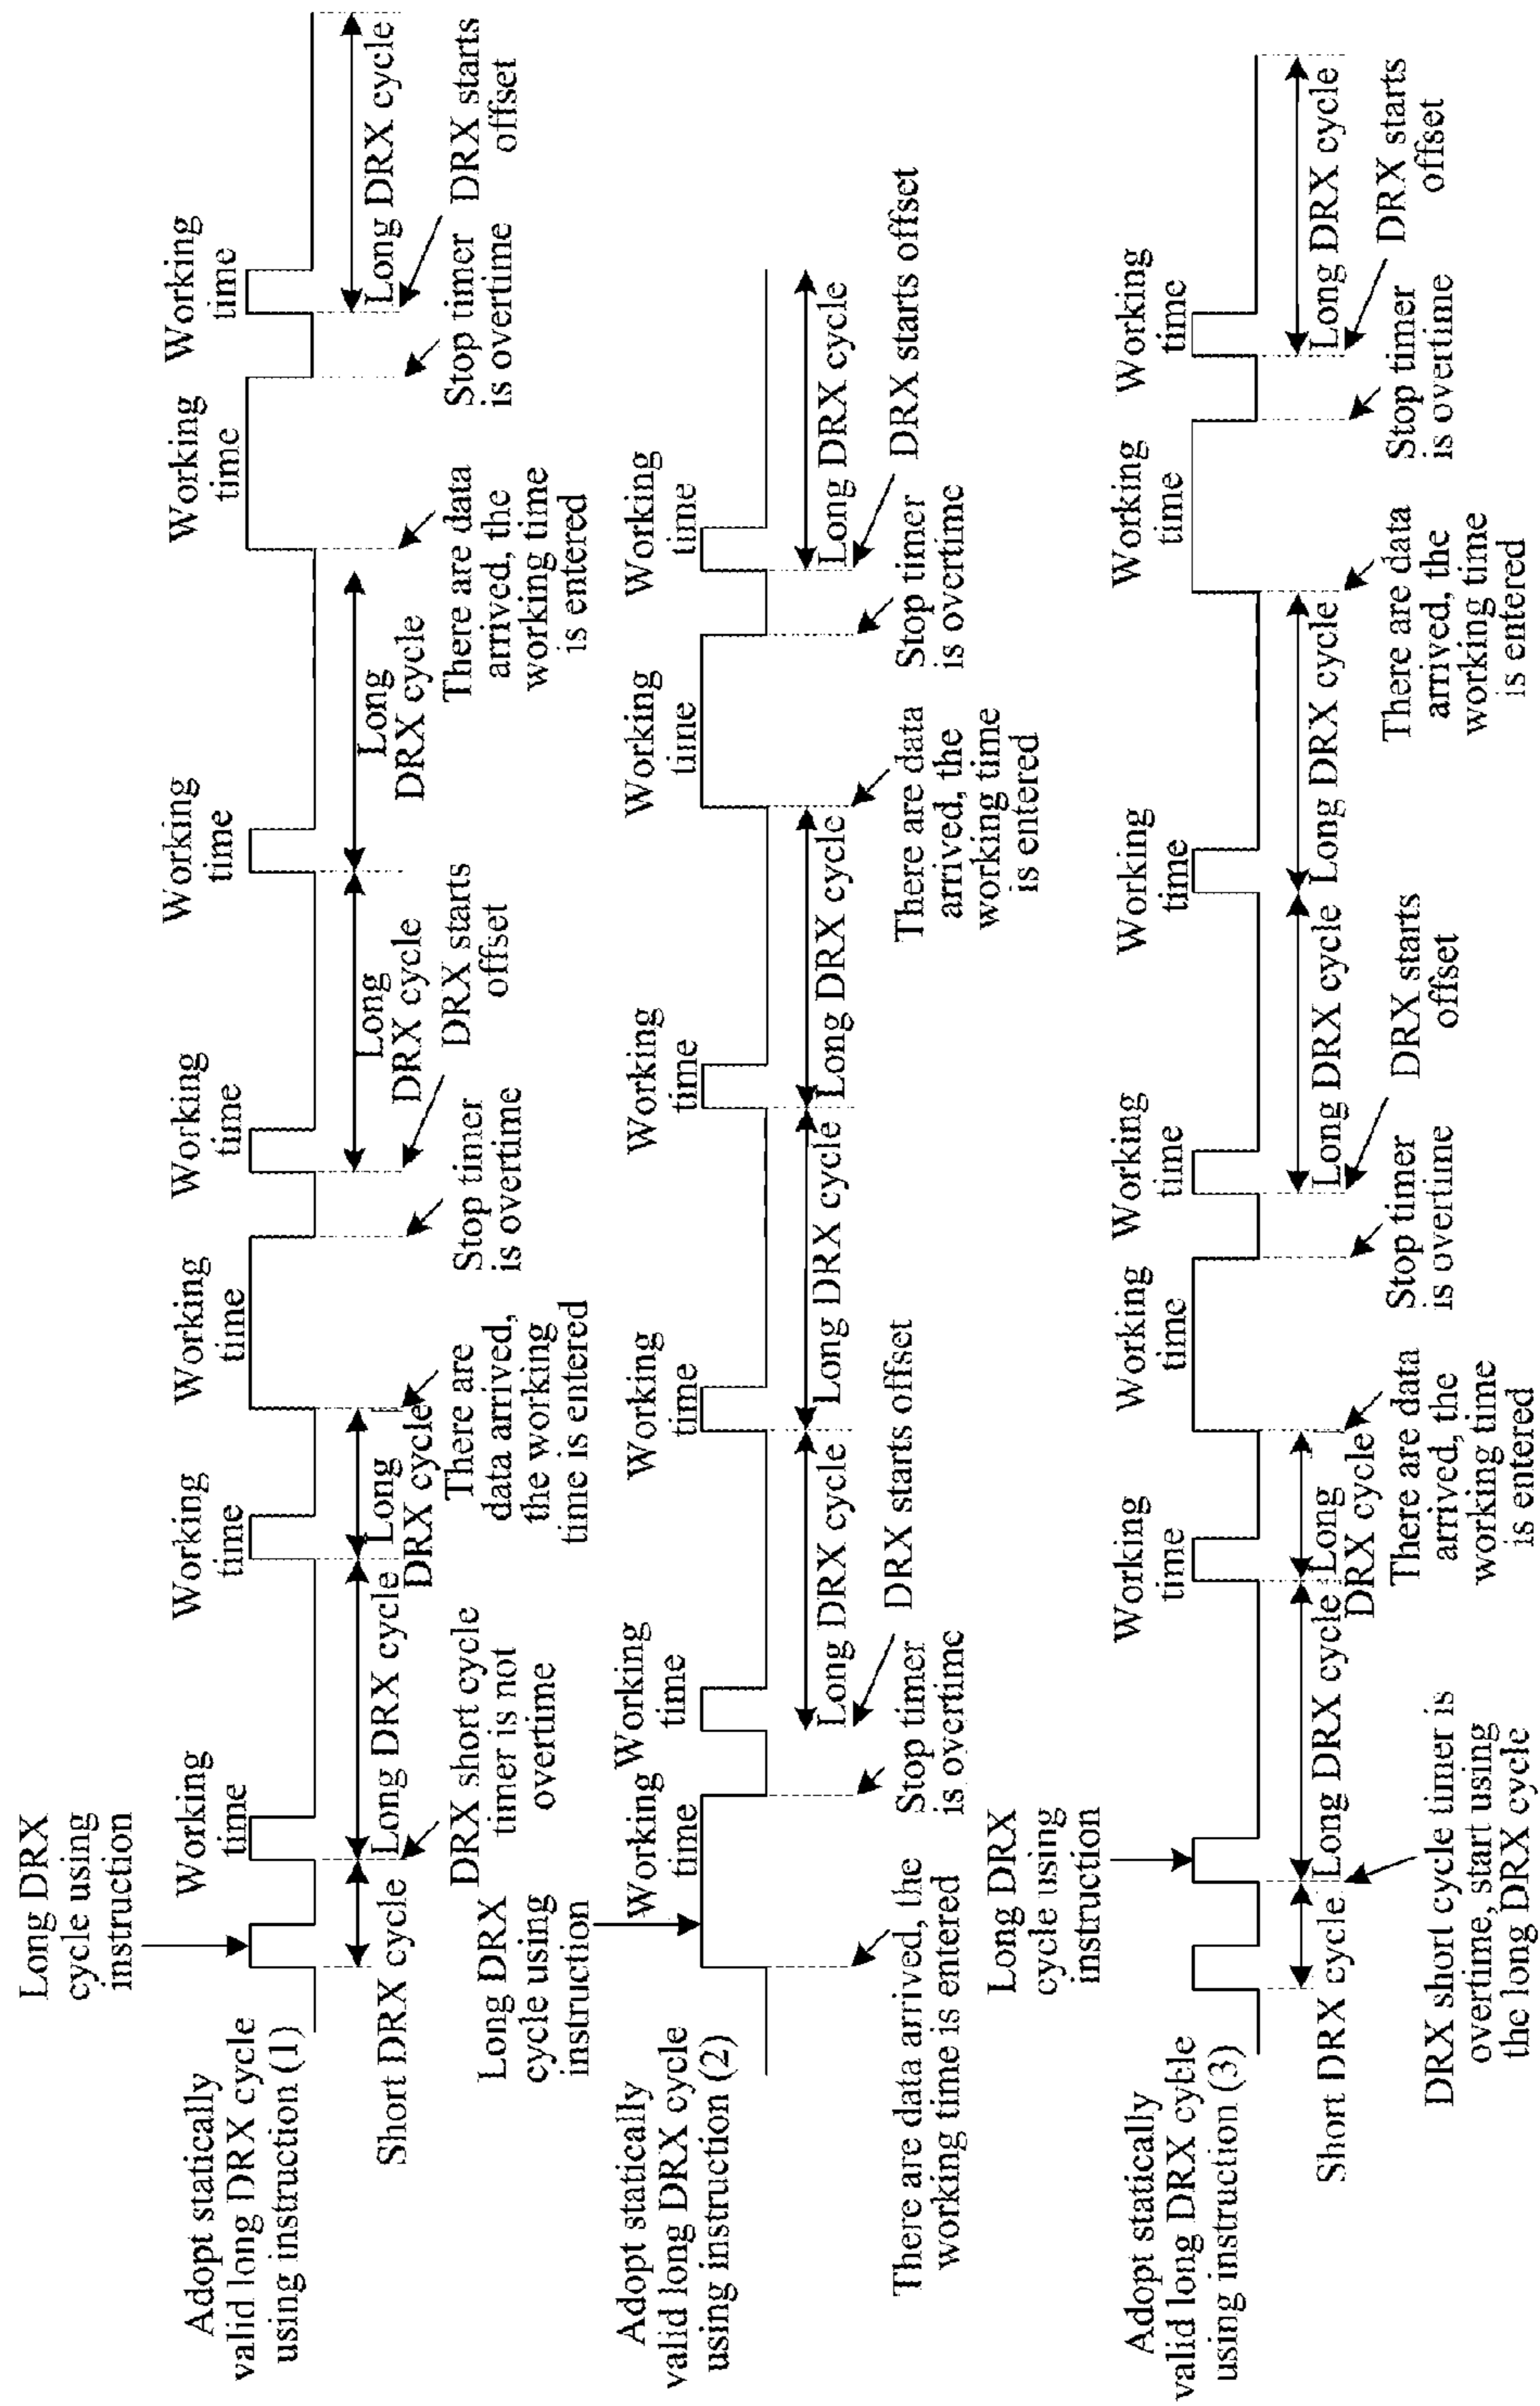 Long DRX
cycle using
instruction
Adopt statically
valid long DRX cycle
using instruction (1)
Working
time
Working
time
Working
time
Working
time
Working
time
Working
time
Working
time
Short DRX cycle
Long DRX cycle
Long
DRX cycle
Long
DRX cycle
Long
DRX cycle
Long DRX cycle
DRX short cycle
timer is not
overtime
There are
data arrived,
the working
time is entered
Stop timer
is overtime
DRX starts
offset
There are data
arrived, the
working time
is entered
Stop timer
is overtime
DRX starts
offset
Long DRX
cycle using
instruction
Adopt statically
valid long DRX cycle
using instruction (2)
Working
time
Working
time
Working
time
Working
time
Working
time
Working
time
Long DRX cycle
Long DRX cycle
Long DRX cycle
Long DRX cycle
There are data arrived, the
working time is entered
Stop timer
is overtime
DRX starts offset
There are data
arrived, the
working time
is entered
Stop timer
is overtime
DRX starts offset
Long DRX
cycle using
instruction
Adopt statically
valid long DRX cycle
using instruction (3)
Working
time
Working
time
Working
time
Working
time
Working
time
Working
time
Short DRX cycle
Long DRX cycle
Long
DRX cycle
Long DRX cycle
Long DRX cycle
Long DRX cycle
DRX short cycle timer is
overtime, start using
the long DRX cycle
There are data
arrived, the
working time
is entered
Stop timer
is overtime
DRX starts
offset
There are data
arrived, the
working time
is entered
Stop timer
is overtime
DRX starts
offset